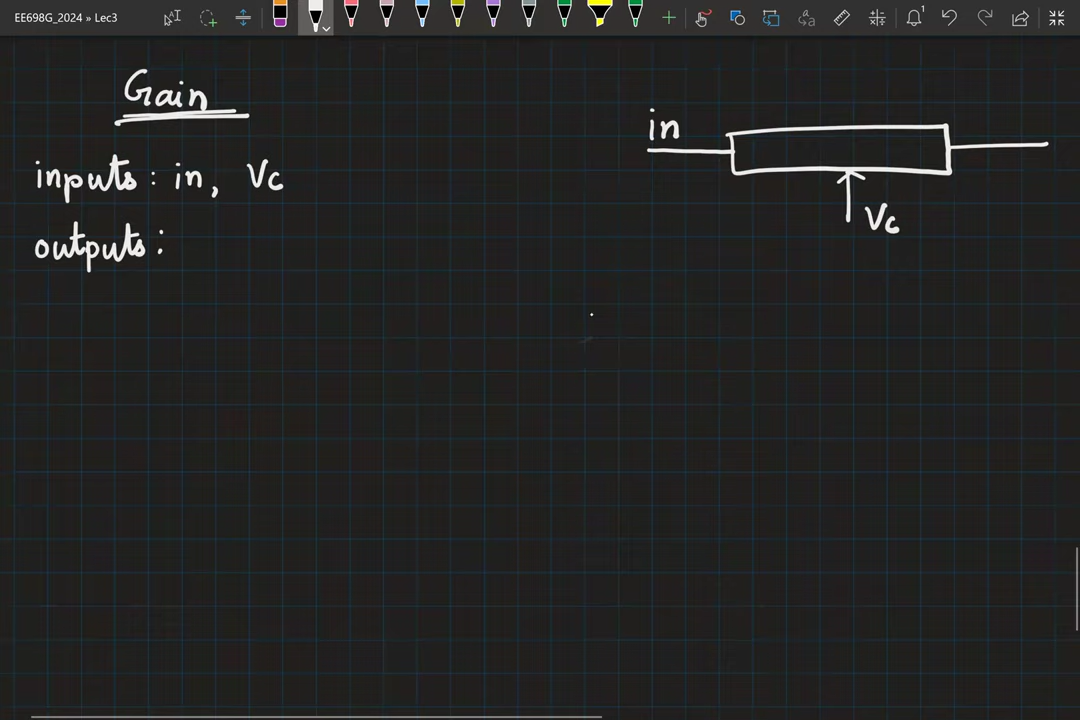 EE698G_2024 » Lec3
Gain
in
inputs : in, Vc
Vc
outputs :